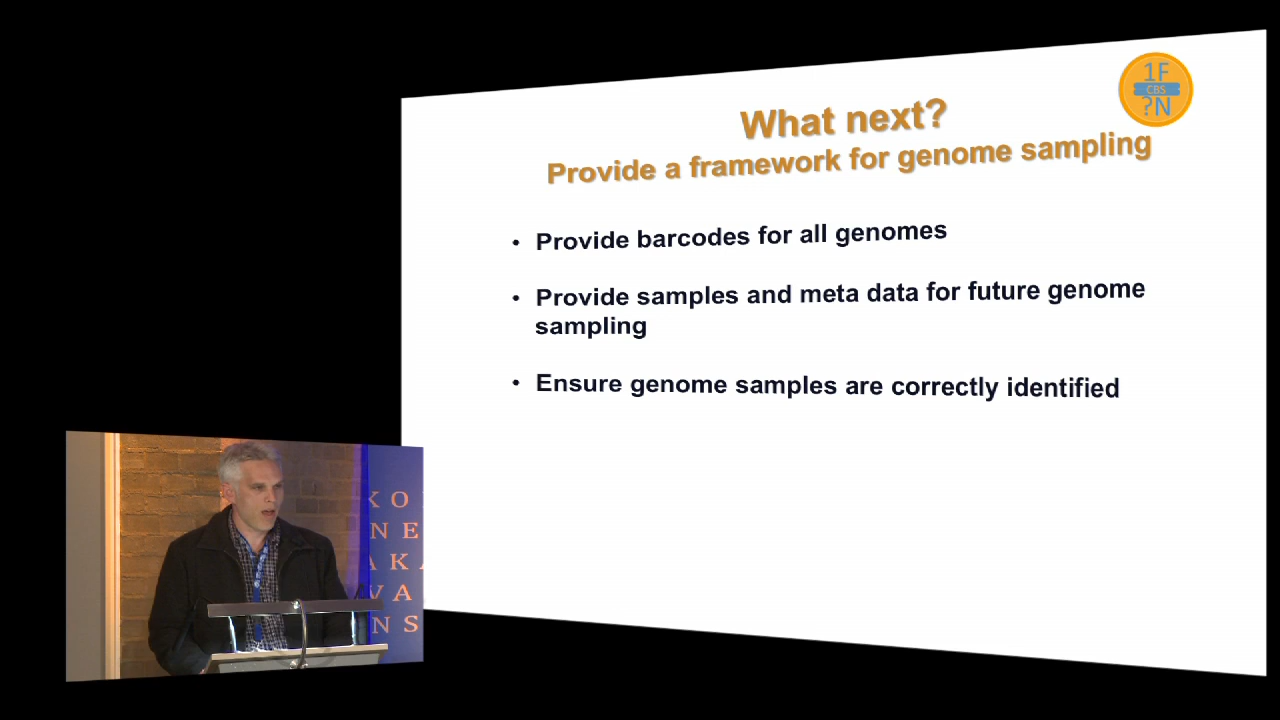 1F
CBS
?N
What next?
Provide a framework for genome sampling
• Provide barcodes for all genomes
• Provide samples and meta data for future genome
sampling
• Ensure genome samples are correctly identified
KO
NE
AKA
WA
NS